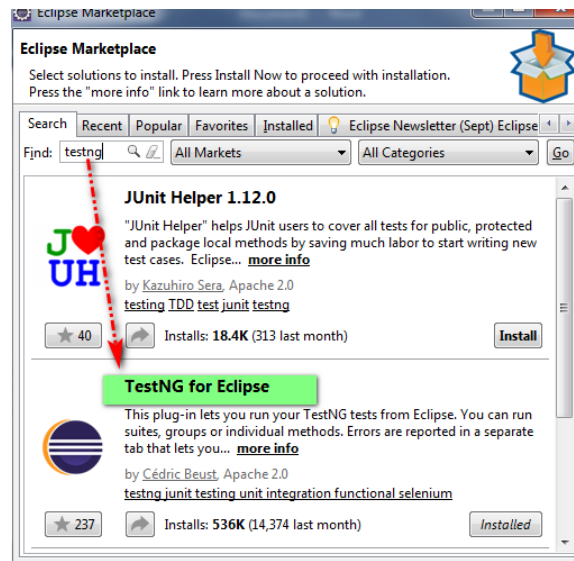 Eclipse Marketplace
Eclipse Marketplace
Select solutions to install. Press Install Now to proceed with installation.
Press the "more info" link to learn more about a solution.
Search Recent Popular Favorites Installed Eclipse Newsletter (Sept) Eclipse
Find: testng All Markets All Categories Go
JUnit Helper 1.12.0
"JUnit Helper" helps JUnit users to cover all tests for public, protected
and package local methods by saving much labor to start writing new
test cases. Eclipse... more info
J
UH
by Kazuhiro Sera, Apache 2.0
testing TDD test junit testng
40 Installs: 18.4K (313 last month) Install
TestNG for Eclipse
This plug-in lets you run your TestNG tests from Eclipse. You can run
suites, groups or individual methods. Errors are reported in a separate
tab that lets you... more info
by Cédric Beust, Apache 2.0
testng junit testing unit integration functional selenium
237 Installs: 536K (14,374 last month) Installed